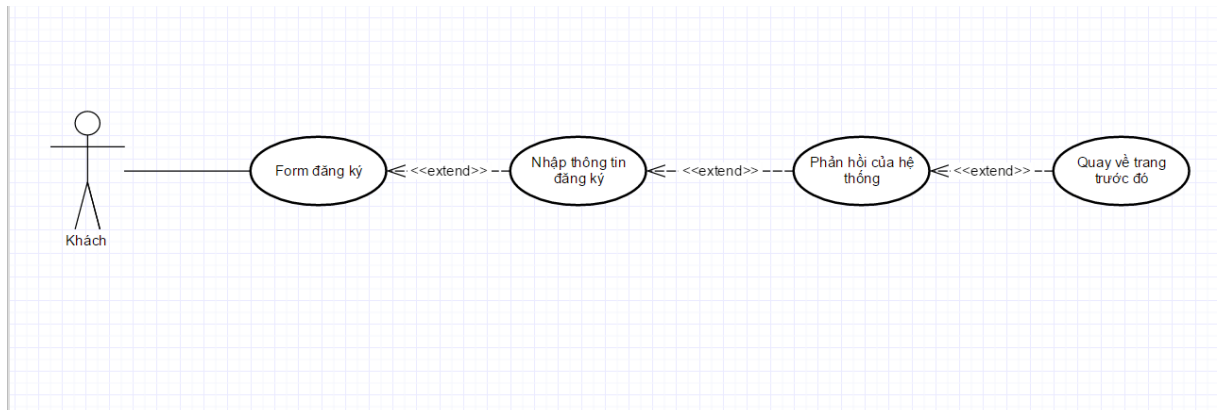 Form đăng ký
<<extend>>
Nhập thông tin
đăng ký
<<extend>>
Phản hồi của hệ
thống
<<extend>>
Quay về trang
trước đó
Khách